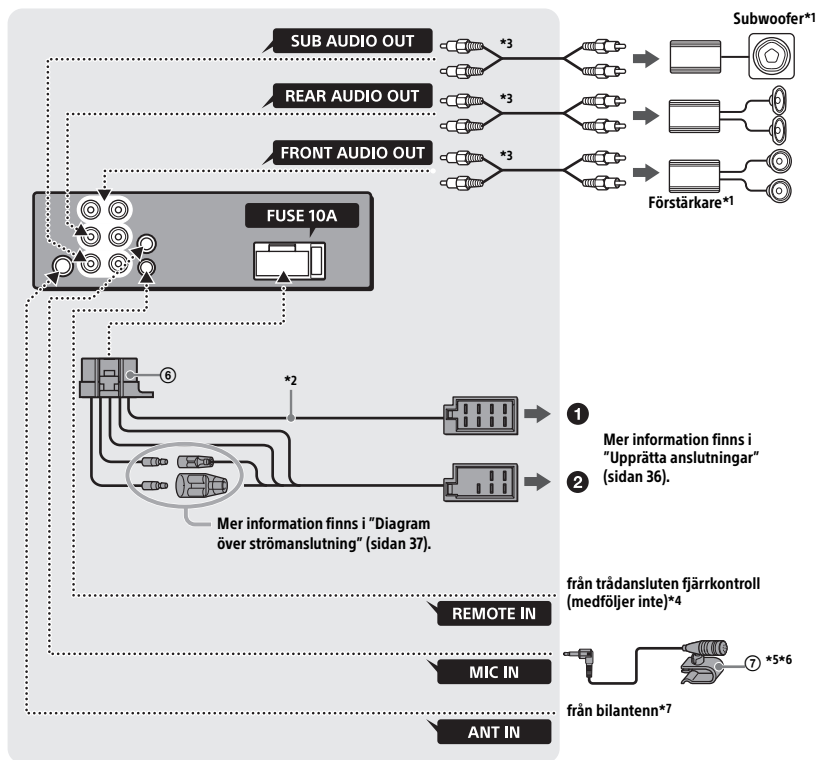 Subwoofer*1
SUB AUDIO OUT
*3
REAR AUDIO OUT
*3
FRONT AUDIO OUT
*3
Förstärkare*1
FUSE 10A
⑥
*2
❶
Mer information finns i
"Upprätta anslutningar"
(sidan 36).
❷
Mer information finns i "Diagram
över strömanslutning" (sidan 37).
från trådansluten fjärrkontroll
(medföljer inte)*4
REMOTE IN
MIC IN
⑦ *5*6
från bilantenn*7
ANT IN